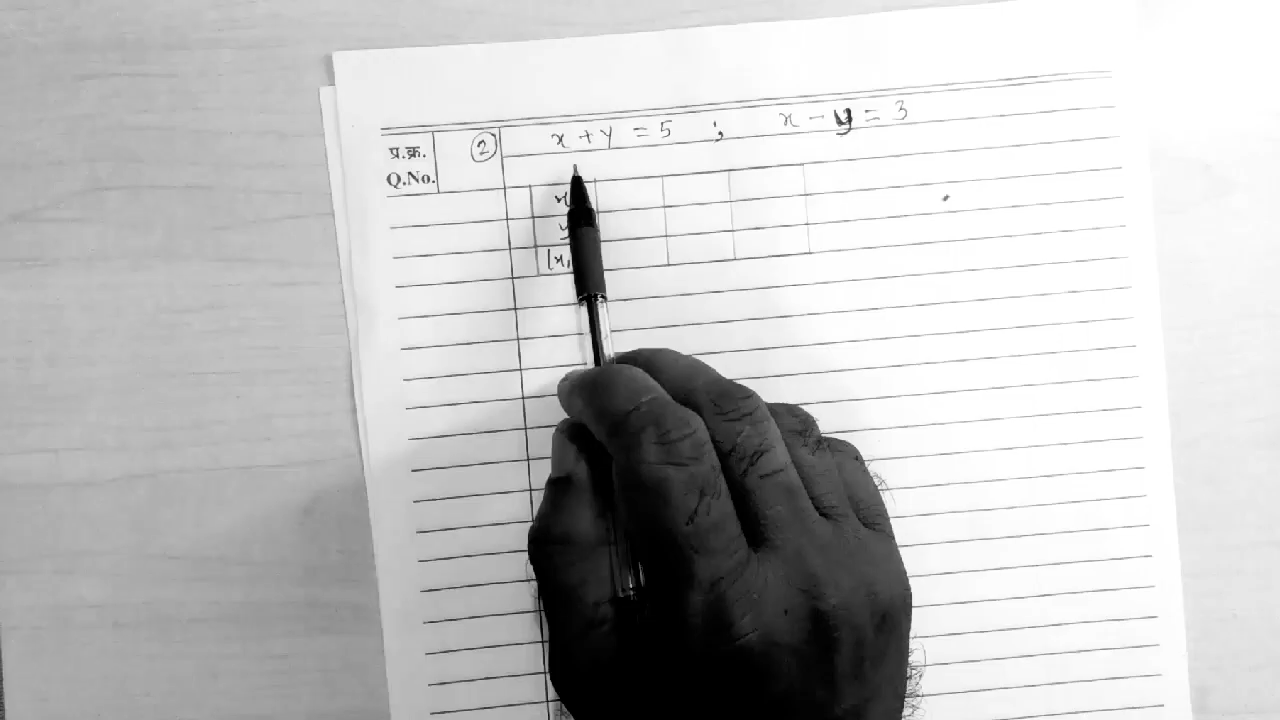 प्र.क्र. ② x + y = 5 ; x - y = 3
Q.No.
x
y
(x,